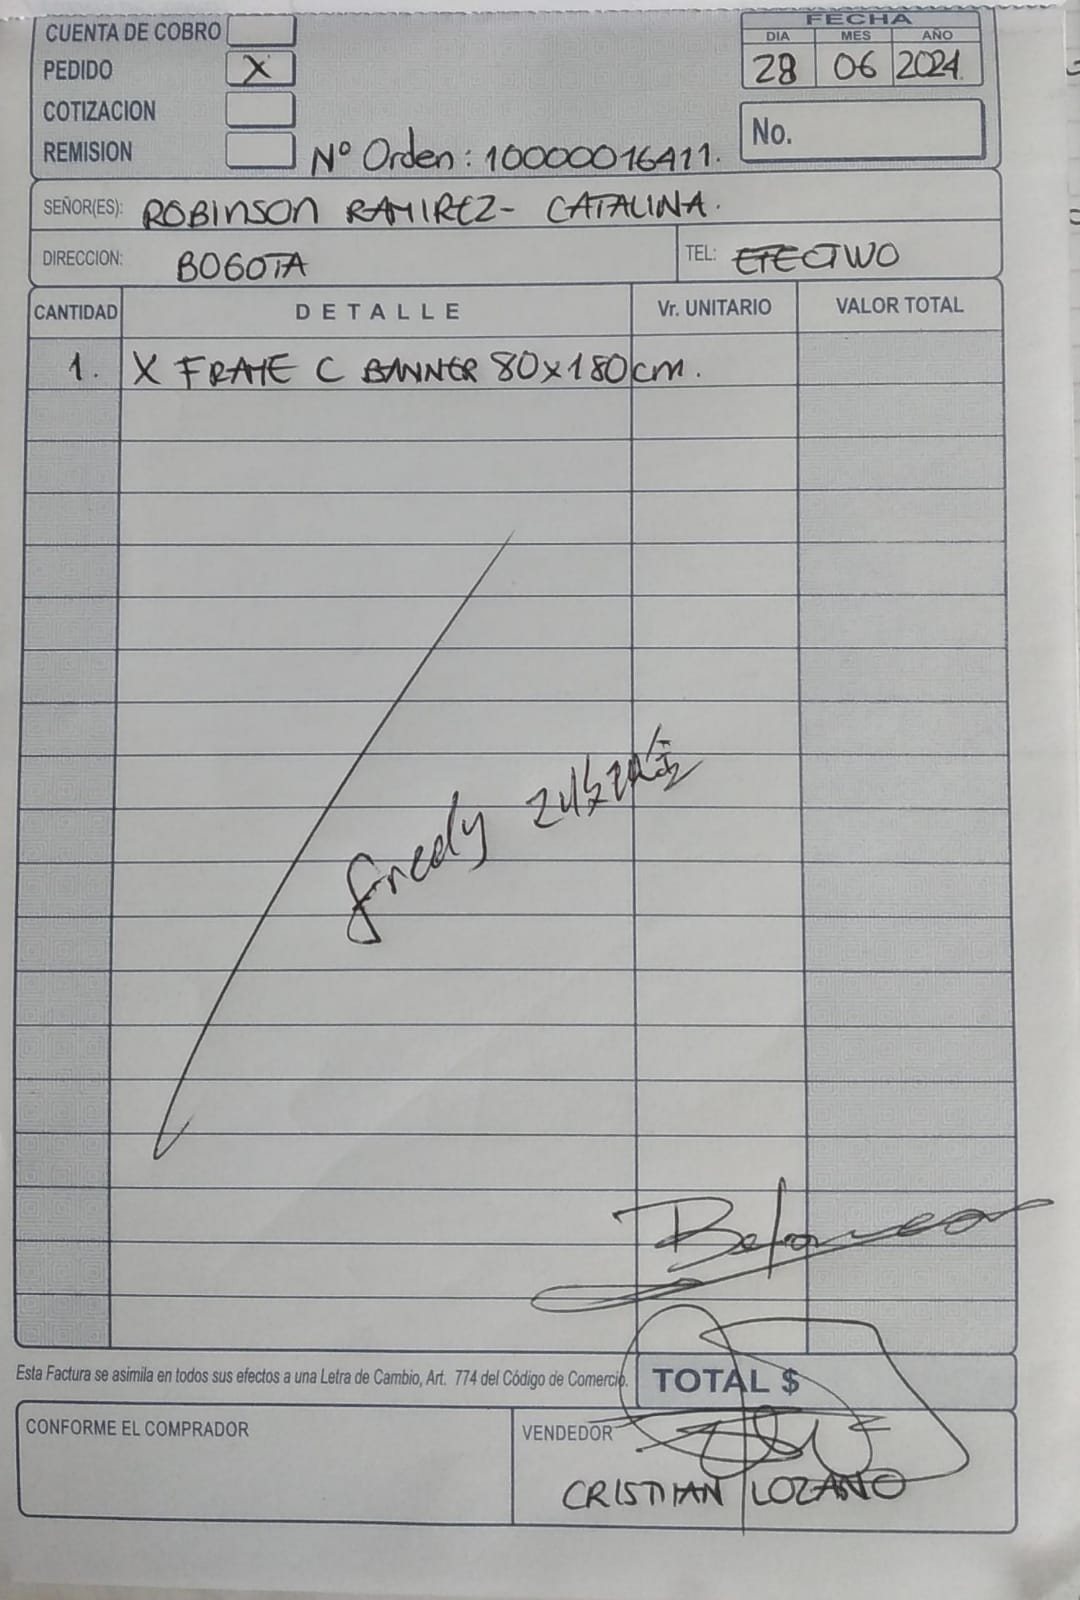 FECHA
CUENTA DE COBRO
DIA MES AÑO
PEDIDO X
28 06 2024
COTIZACION
No.
REMISION
Nº Orden: 10000016411.
SEÑOR(ES): ROBINSON RAMIREZ- CATALINA.
DIRECCION: BOGOTA
TEL: EFECTIVO
CANTIDAD DETALLE Vr. UNITARIO VALOR TOTAL
1. X FRAME C BANNER 80x180cm.
Fredy
Esta Factura se asimila en todos sus efectos a una Letra de Cambio, Art. 774 del Código de Comercio.
TOTAL $
CONFORME EL COMPRADOR
VENDEDOR
CRISTIAN LOZANO